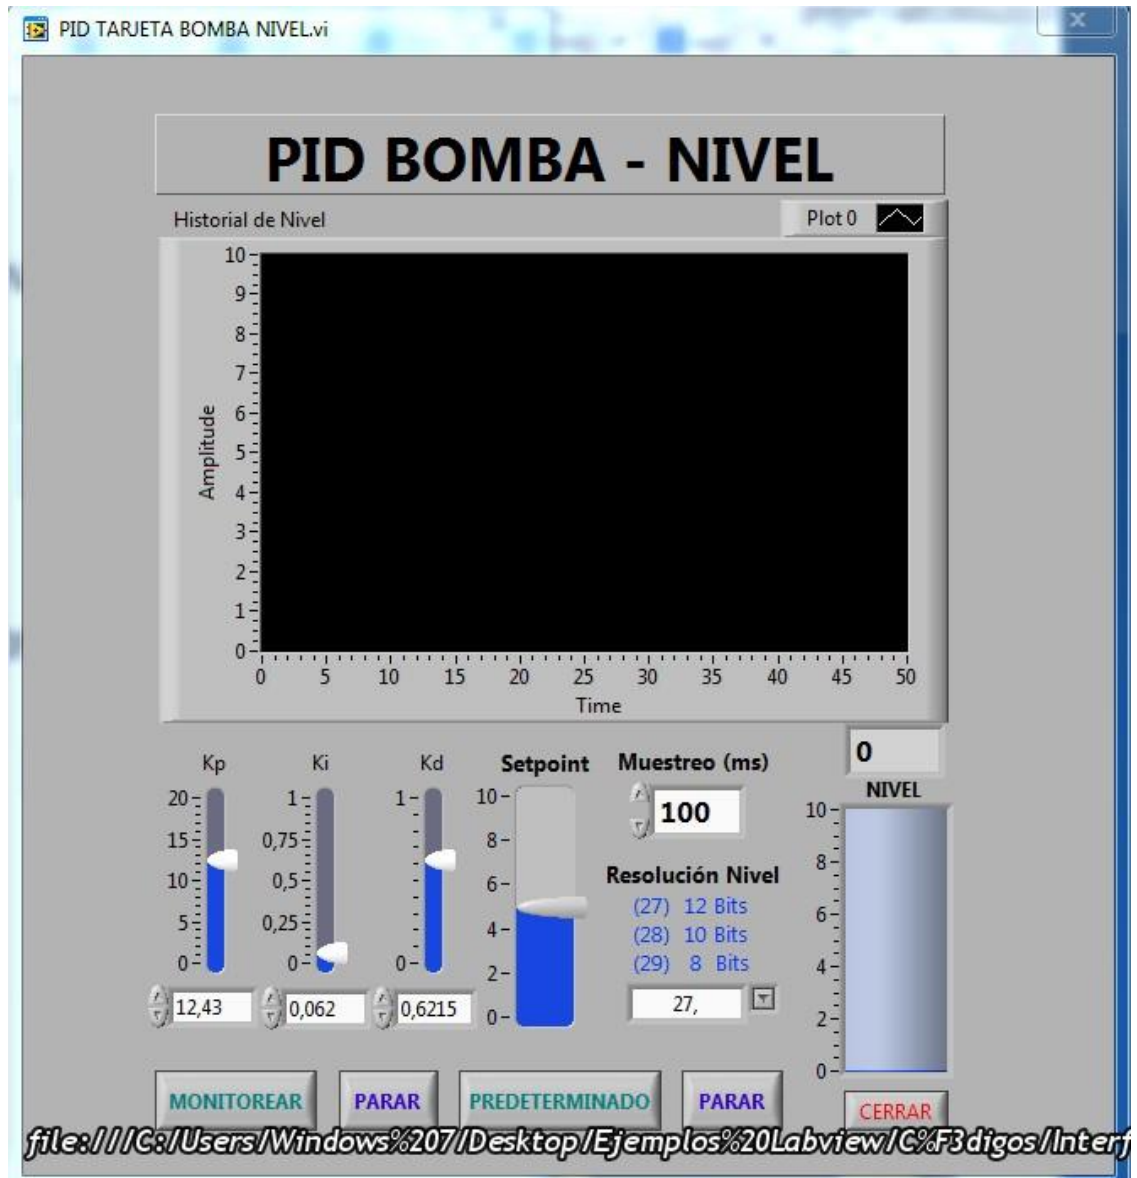 PID TARJETA BOMBA NIVEL.vi
x
PID BOMBA - NIVEL
Historial de Nivel
Plot 0
10
9
8
7
6
5
4
3
2
1
0
Amplitude
0 5 10 15 20 25 30 35 40 45 50
Time
Kp
20
15
10
5
0
12,43
Ki
1
0,75
0,5
0,25
0
0,062
Kd
1
0
0,6215
Setpoint
10
8
6
4
2
0
Muestreo (ms)
100
Resolución Nivel
(27) 12 Bits
(28) 10 Bits
(29) 8 Bits
27,
0
NIVEL
10
8
6
4
2
0
MONITOREAR
PARAR
PREDETERMINADO
PARAR
CERRAR
file:///C:/Users/Windows%207/Desktop/Ejemplos%20Labview/C%F3digos/Interf